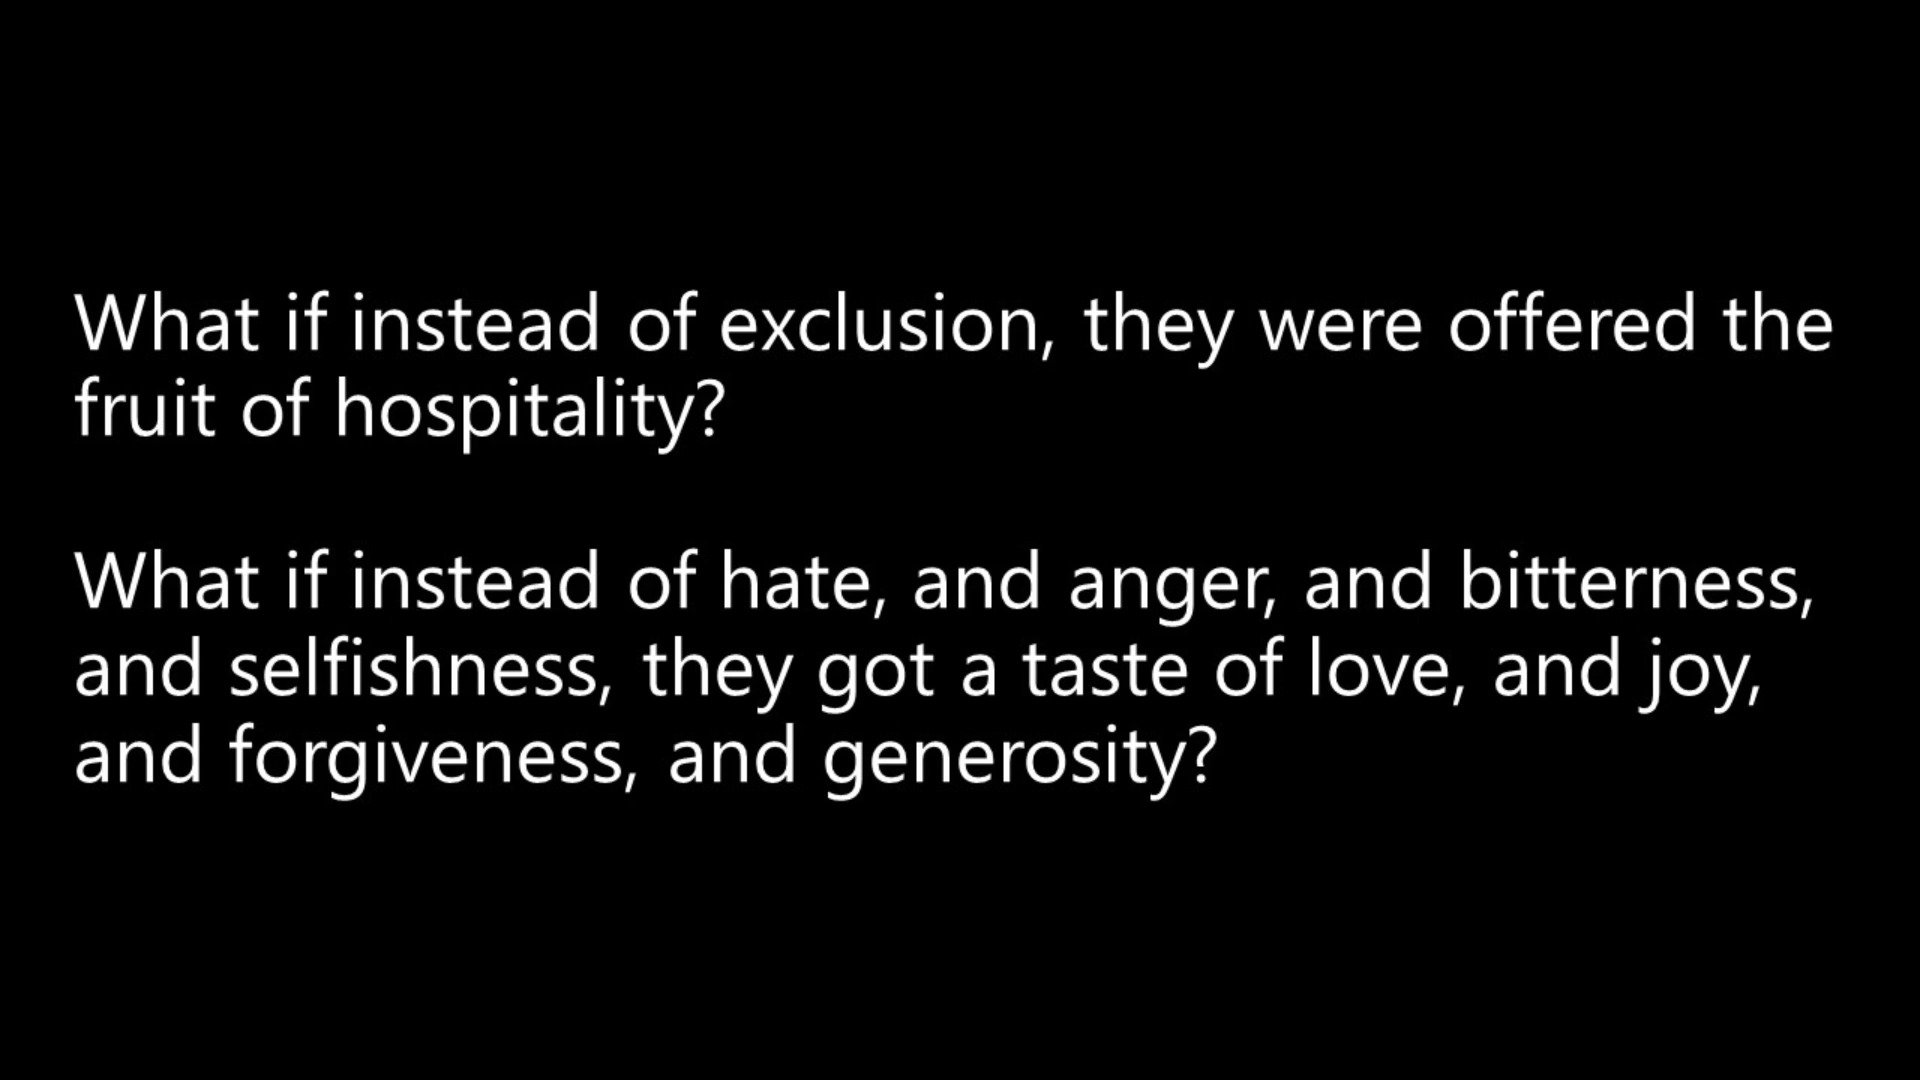 What if instead of exclusion, they were offered the
fruit of hospitality?
What if instead of hate, and anger, and bitterness,
and selfishness, they got a taste of love, and joy,
and forgiveness, and generosity?